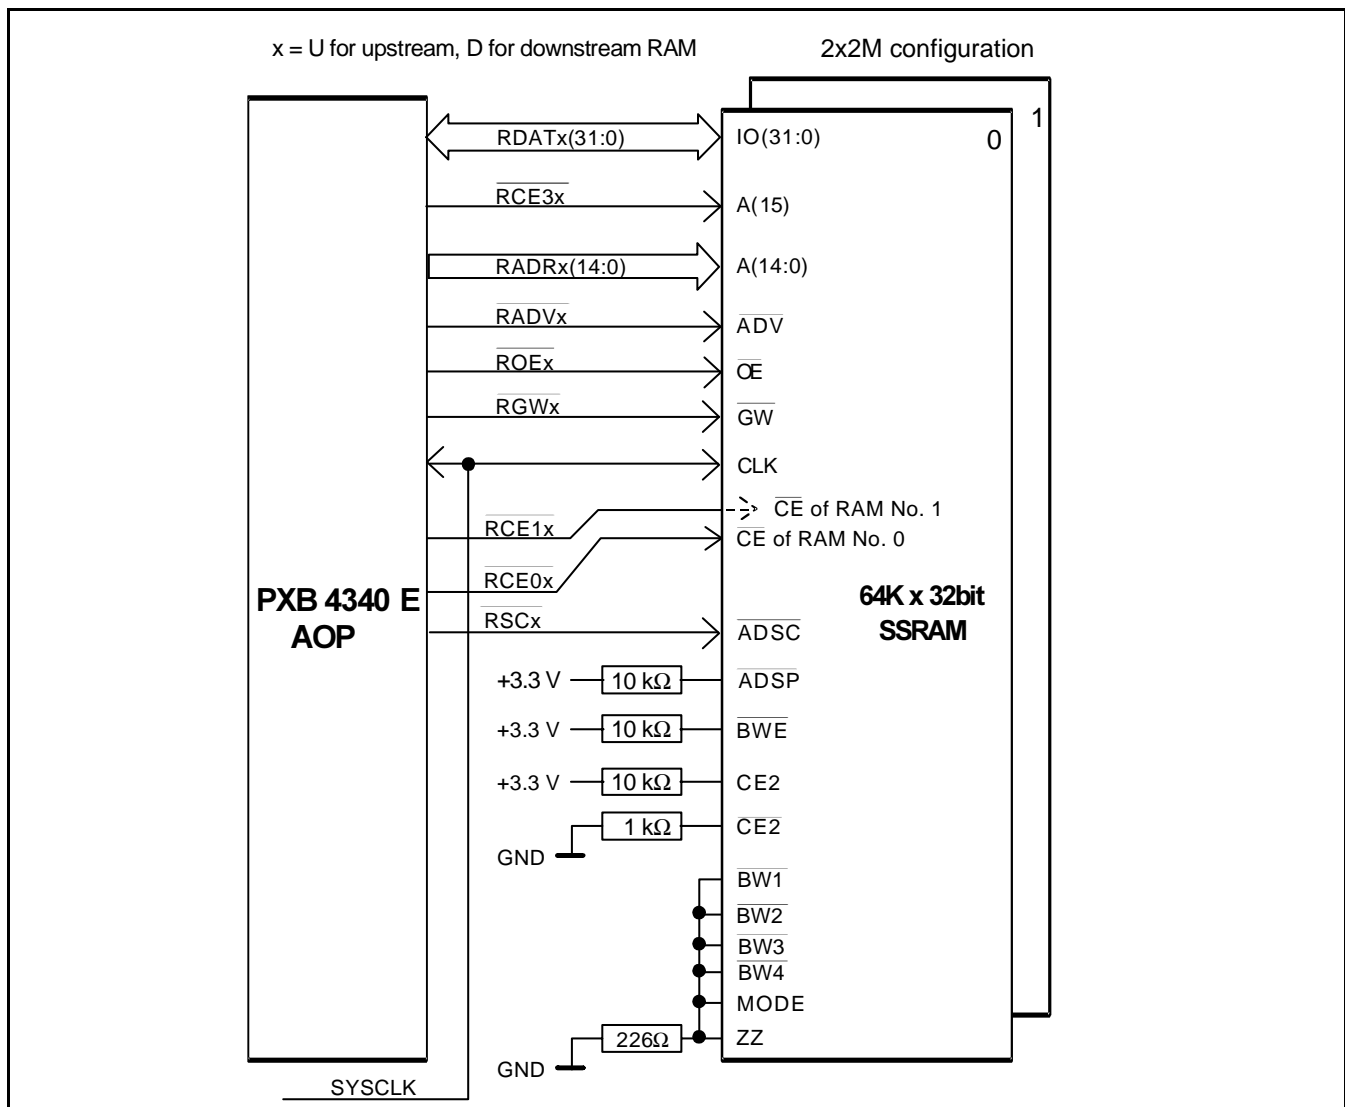 x = U for upstream, D for downstream RAM
2x2M configuration
1
0
RDATx(31:0)
IO(31:0)
RCE3x
A(15)
RADRx(14:0)
A(14:0)
RADVx
ADV
ROEx
OE
RGWx
GW
CLK
CE of RAM No. 1
RCE1x
CE of RAM No. 0
RCE0x
PXB 4340 E
AOP
64K x 32bit
SSRAM
RSCx
ADSC
+3.3 V
10 kΩ
ADSP
+3.3 V
10 kΩ
BWE
+3.3 V
10 kΩ
CE2
1 kΩ
CE2
GND
BW1
BW2
BW3
BW4
MODE
226Ω
ZZ
GND
SYSCLK